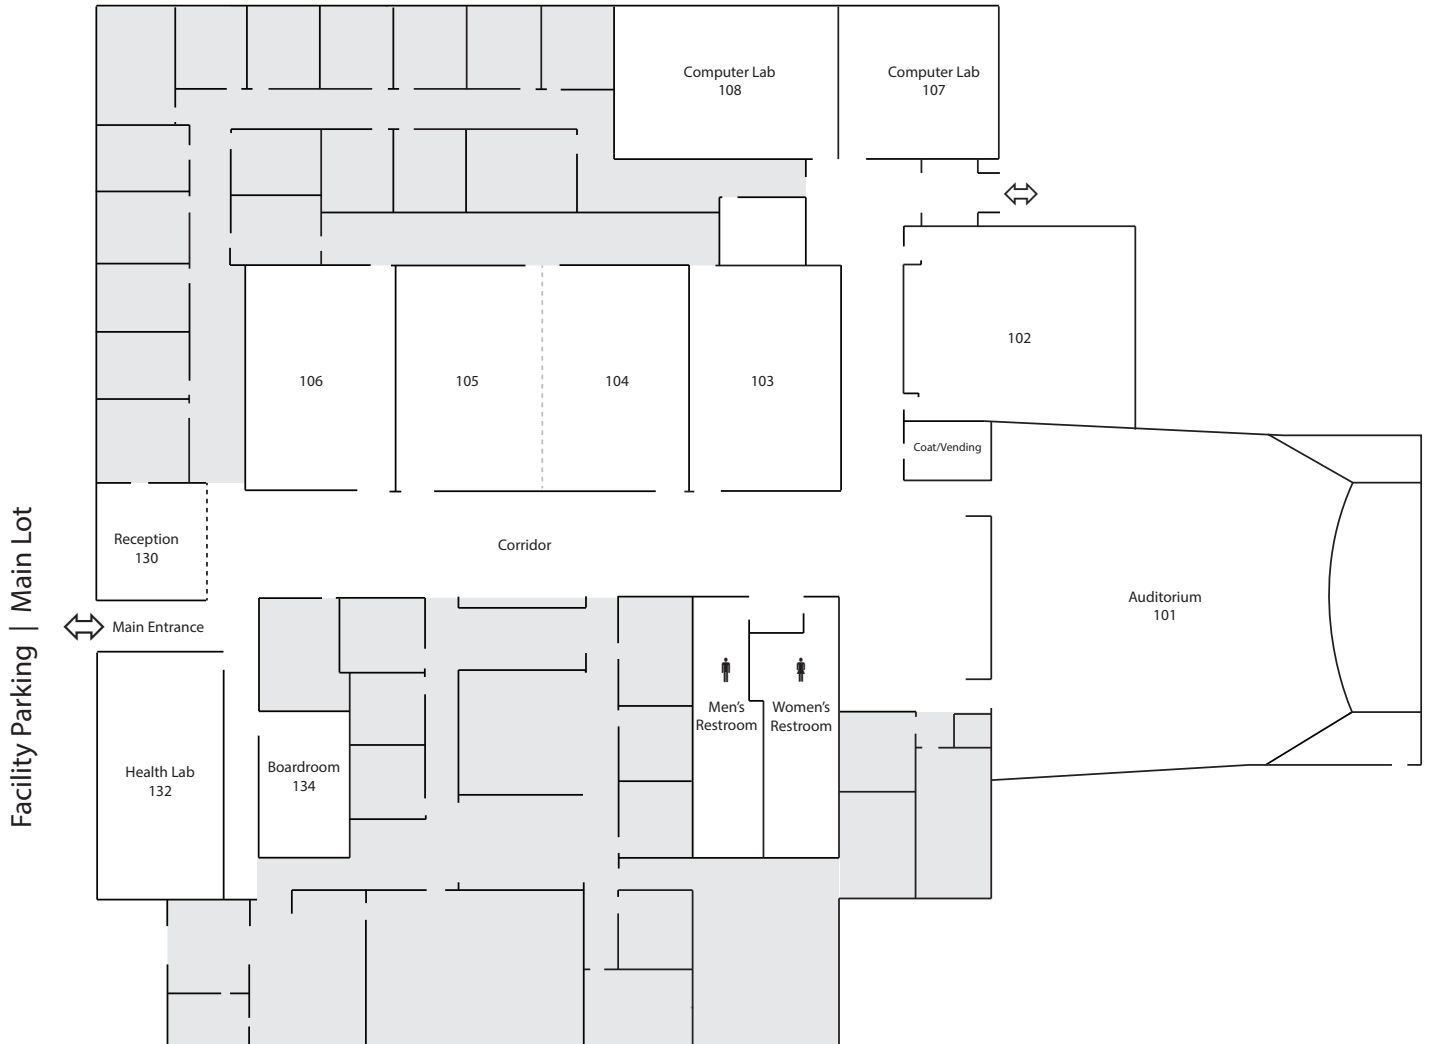 Computer Lab
108
Computer Lab
107
102
106
105
104
103
Coat/Vending
Reception
130
Corridor
Main Entrance
Facility Parking | Main Lot
Auditorium
101
Men's
Restroom
Women's
Restroom
Health Lab
132
Boardroom
134